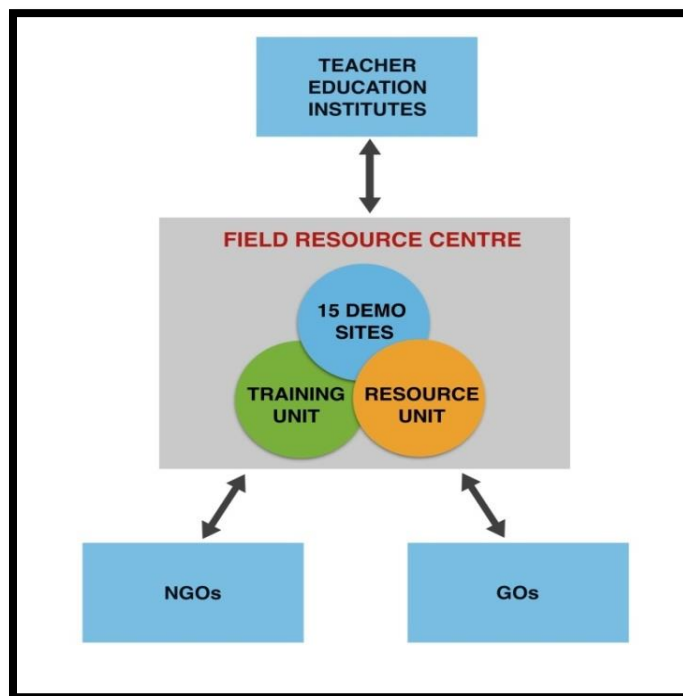 TEACHER
EDUCATION
INSTITUTES
FIELD RESOURCE CENTRE
15 DEMO
SITES
TRAINING
UNIT
RESOURCE
UNIT
NGOs
GOs